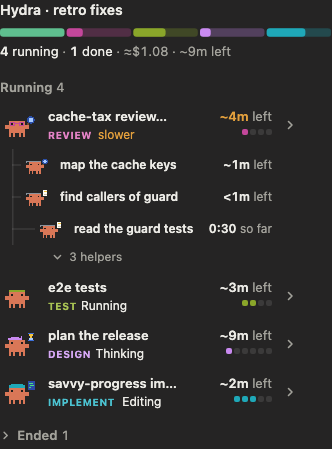 Hydra · retro fixes
4 running · 1 done · ≈$1.08 · ~9m left
Running 4
cache-tax review... ~4m left
REVIEW slower
map the cache keys ~1m left
find callers of guard <1m left
read the guard tests 0:30 so far
3 helpers
e2e tests ~3m left
TEST Running
plan the release ~9m left
DESIGN Thinking
savvy-progress im... ~2m left
IMPLEMENT Editing
Ended 1